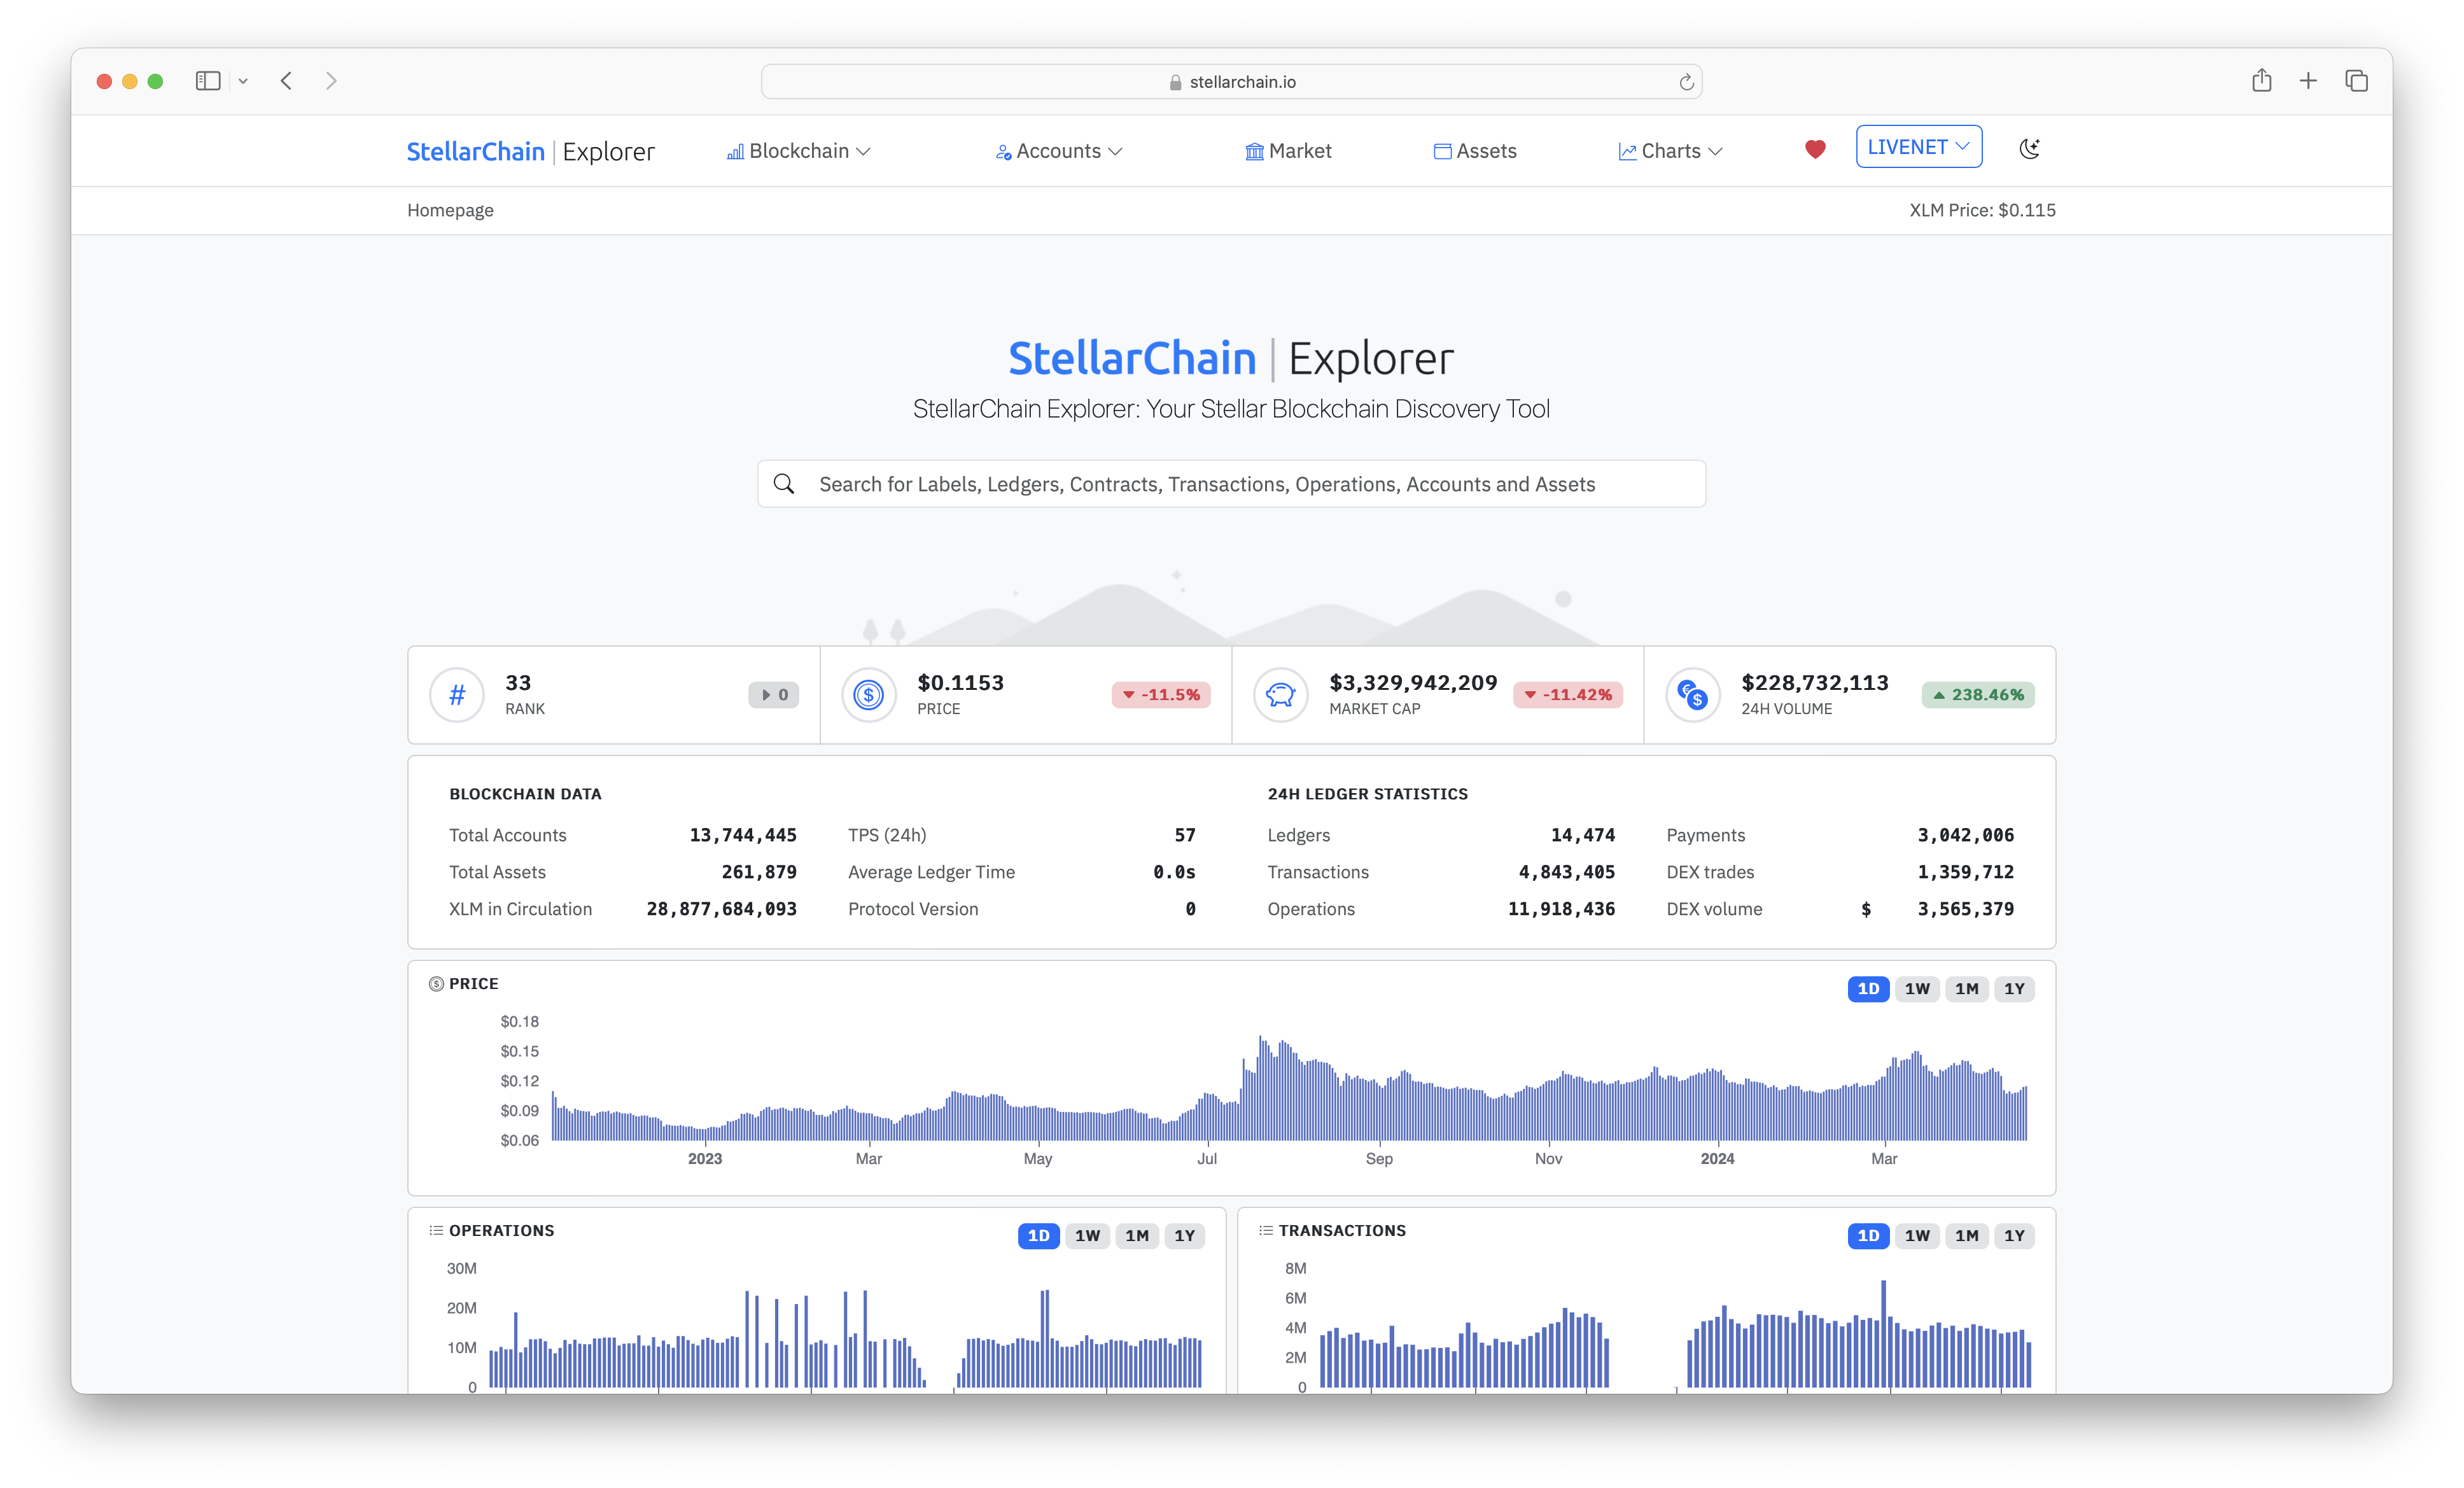 stellarchain.io
StellarChain | Explorer Blockchain Accounts Market Assets Charts LIVENET
Homepage XLM Price: $0.115
StellarChain | Explorer
StellarChain Explorer: Your Stellar Blockchain Discovery Tool
Search for Labels, Ledgers, Contracts, Transactions, Operations, Accounts and Assets
# 33 0 $ $0.1153 -11.5% $3,329,942,209 -11.42% € $ $228,732,113 238.46%
RANK PRICE MARKET CAP 24H VOLUME
BLOCKCHAIN DATA 24H LEDGER STATISTICS
Total Accounts 13,744,445 TPS (24h) 57 Ledgers 14,474 Payments 3,042,006
Total Assets 261,879 Average Ledger Time 0.0s Transactions 4,843,405 DEX trades 1,359,712
XLM in Circulation 28,877,684,093 Protocol Version 0 Operations 11,918,436 DEX volume $ 3,565,379
$ PRICE 1D 1W 1M 1Y
$0.18
$0.15
$0.12
$0.09
$0.06
2023 Mar May Jul Sep Nov 2024 Mar
OPERATIONS 1D 1W 1M 1Y
30M
20M
10M
0
TRANSACTIONS 1D 1W 1M 1Y
8M
6M
4M
2M
0